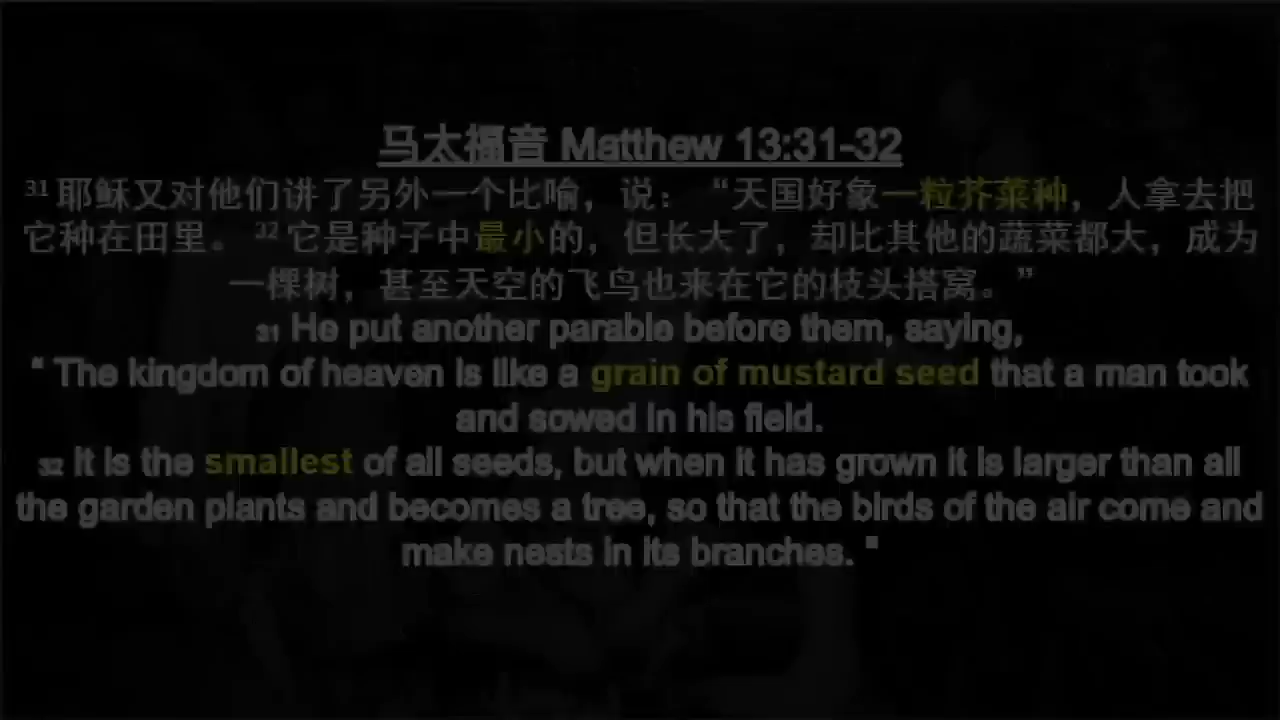 马太福音 Matthew 13:31-32
31 耶稣又对他们讲了另外一个比喻，说：“天国好象一粒芥菜种，人拿去把
它种在田里。 32 它是种子中最小的，但长大了，却比其他的蔬菜都大，成为
一棵树，甚至天空的飞鸟也来在它的枝头搭窝。”
31 He put another parable before them, saying,
“ The kingdom of heaven is like a grain of mustard seed that a man took
and sowed in his field.
32 It is the smallest of all seeds, but when it has grown it is larger than all
the garden plants and becomes a tree, so that the birds of the air come and
make nests in its branches. "